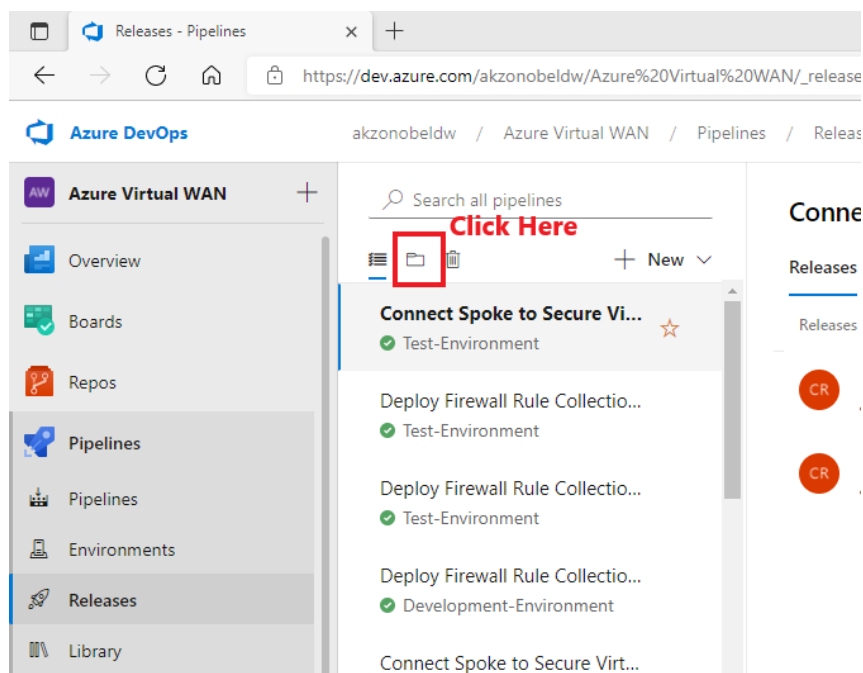 Releases - Pipelines
https://dev.azure.com/akzonobeldw/Azure%20Virtual%20WAN/_release
Azure DevOps
akzonobeldw / Azure Virtual WAN / Pipelines / Releas
AW Azure Virtual WAN
Search all pipelines
Click Here
Conne
New
Releases
Overview
Connect Spoke to Secure Vi...
Test-Environment
Releases
Boards
Repos
Deploy Firewall Rule Collectio...
Test-Environment
CR
Pipelines
Pipelines
Deploy Firewall Rule Collectio...
Test-Environment
CR
Environments
Releases
Deploy Firewall Rule Collectio...
Development-Environment
Library
Connect Spoke to Secure Virt...